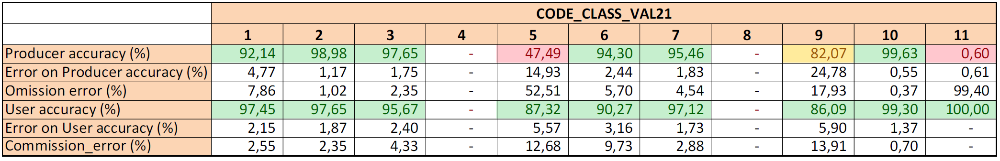 CODE_CLASS_VAL21
1 2 3 4 5 6 7 8 9 10 11
Producer accuracy (%) 92,14 98,98 97,65 - 47,49 94,30 95,46 - 82,07 99,63 0,60
Error on Producer accuracy (%) 4,77 1,17 1,75 - 14,93 2,44 1,83 - 24,78 0,55 0,61
Omission error (%) 7,86 1,02 2,35 - 52,51 5,70 4,54 - 17,93 0,37 99,40
User accuracy (%) 97,45 97,65 95,67 - 87,32 90,27 97,12 - 86,09 99,30 100,00
Error on User accuracy (%) 2,15 1,87 2,40 - 5,57 3,16 1,73 - 5,90 1,37 -
Commission_error (%) 2,55 2,35 4,33 - 12,68 9,73 2,88 - 13,91 0,70 -